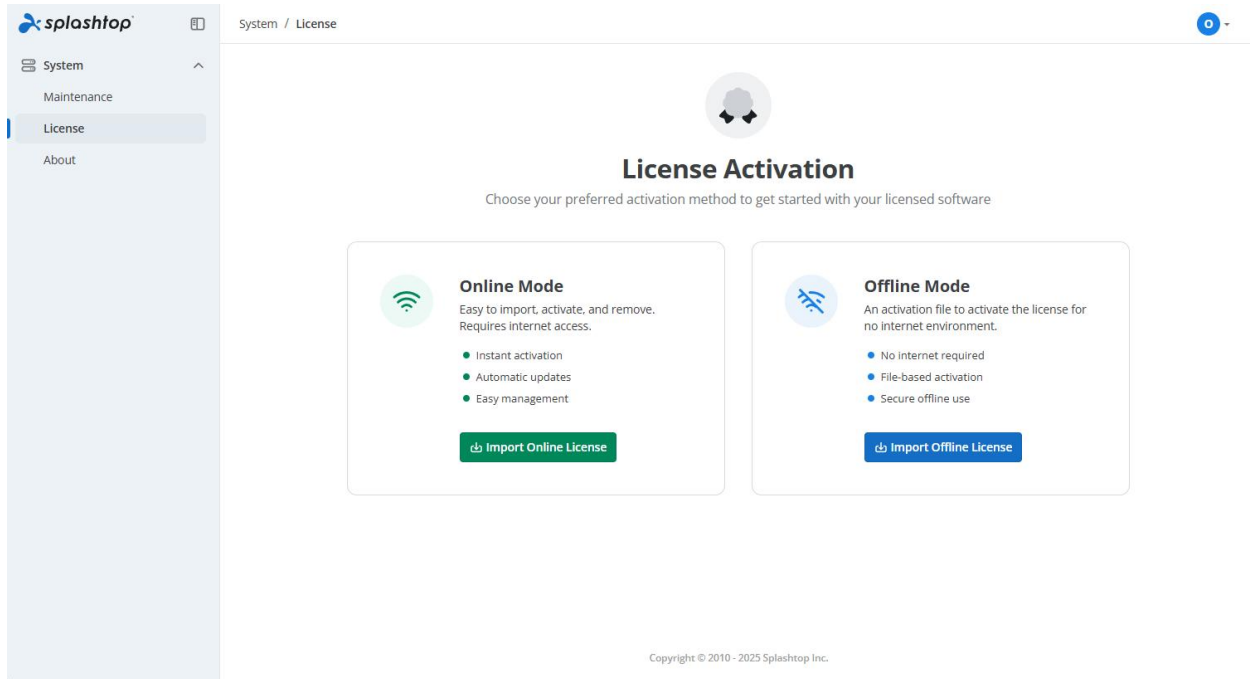 splashtop
System / License
O
System
Maintenance
License
About
License Activation
Choose your preferred activation method to get started with your licensed software
Online Mode
Easy to import, activate, and remove.
Requires internet access.
Instant activation
Automatic updates
Easy management
Import Online License
Offline Mode
An activation file to activate the license for
no internet environment.
No internet required
File-based activation
Secure offline use
Import Offline License
Copyright © 2010 - 2025 Splashtop Inc.